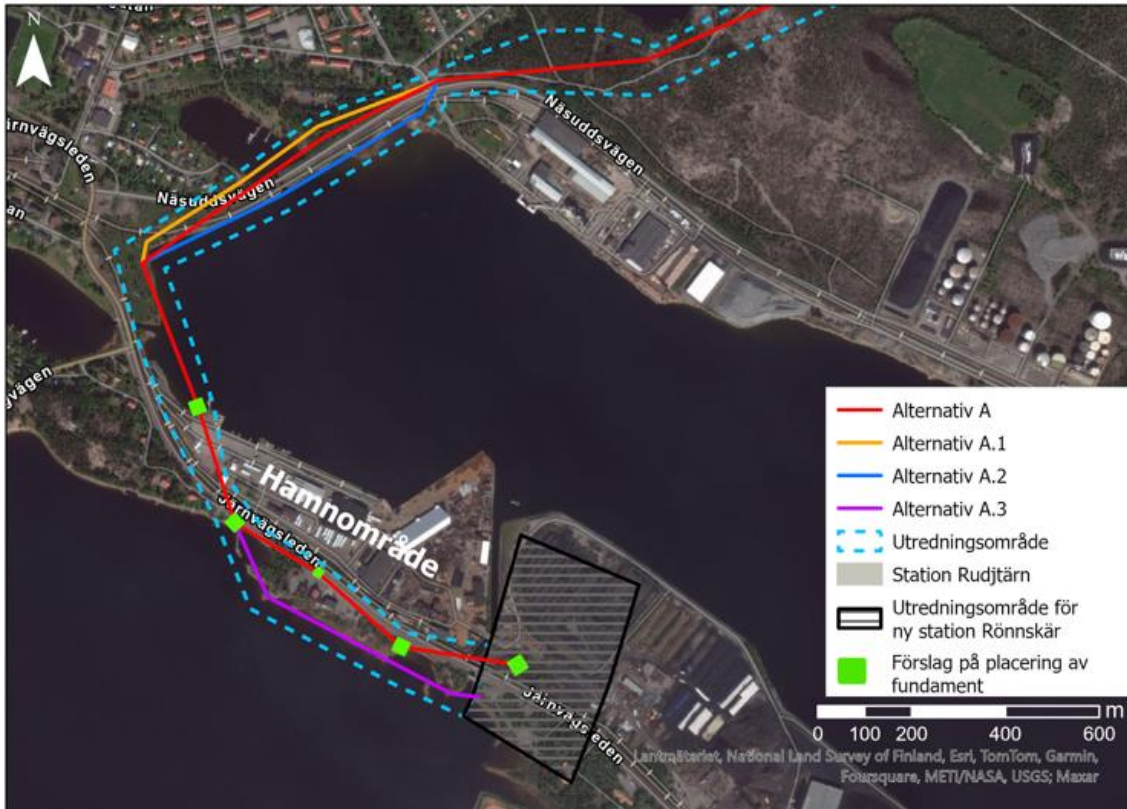 N
Järnvägsleden
Näsuddsvägen
Näsuddsvägen
Hamnområde
Järnvägsleden
Järnvägsleden
Alternativ A
Alternativ A.1
Alternativ A.2
Alternativ A.3
Utredningsområde
Station Rudjtärn
Utredningsområde för
ny station Rönnskär
Förslag på placering av
fundament
0 100 200 400 600 m
Lantmäteriet, National Land Survey of Finland, Esri, TomTom, Garmin,
Foursquare, METI/NASA, USGS; Maxar